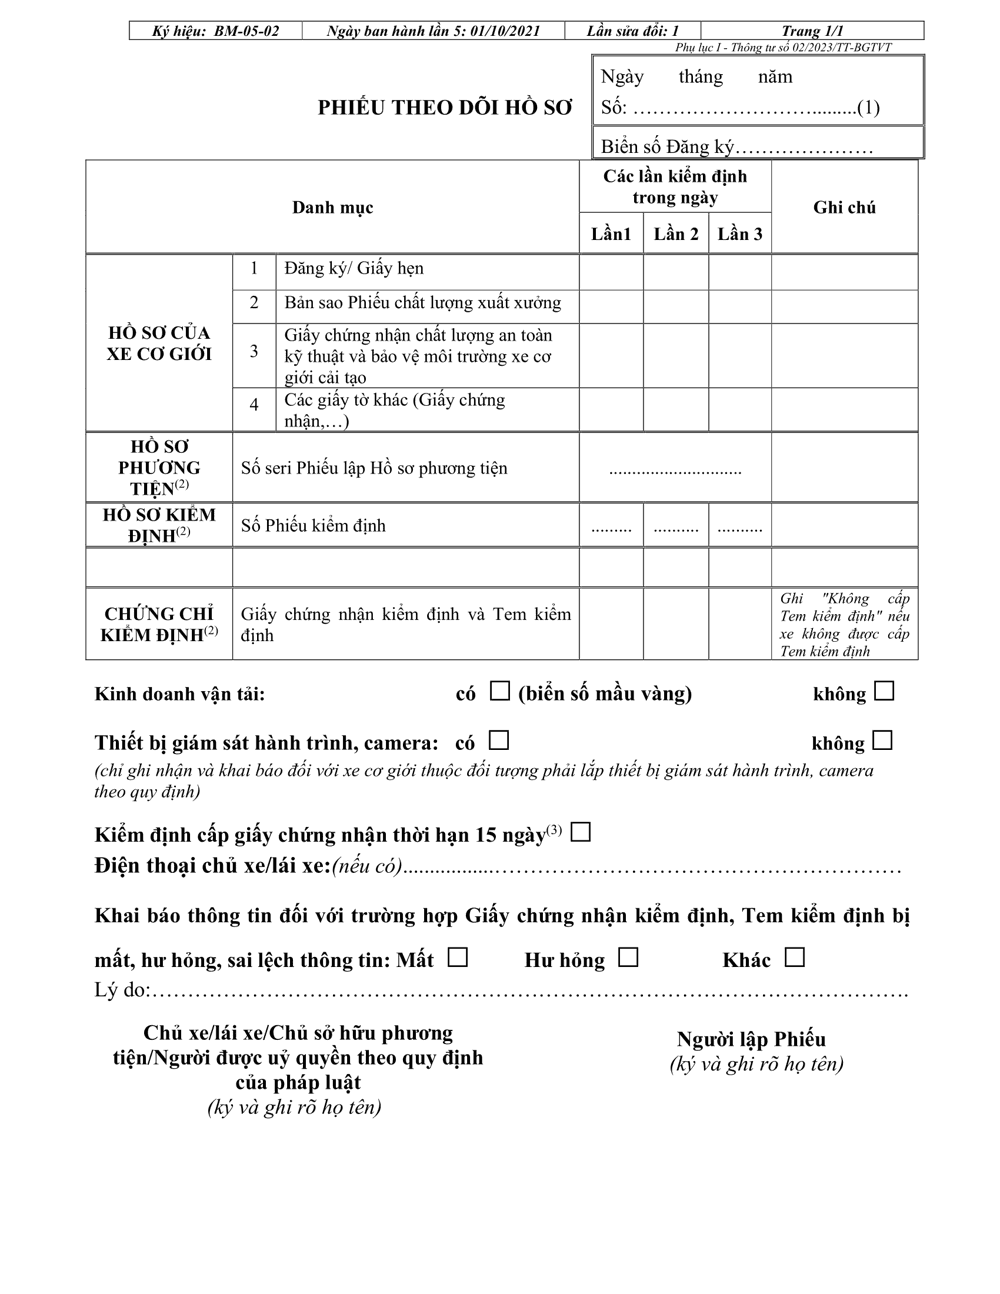 Ký hiệu: BM-05-02 Ngày ban hành lần 5: 01/10/2021 Lần sửa đổi: 1 Trang 1/1
Phụ lục I - Thông tư số 02/2023/TT-BGTVT
PHIẾU THEO DÕI HỒ SƠ
Ngày tháng năm
Số: ……………………….........(1)
Biển số Đăng ký…………………
Danh mục
Các lần kiểm định
trong ngày
Ghi chú
Lần1 Lần 2 Lần 3
HỒ SƠ CỦA
XE CƠ GIỚI
1 Đăng ký/ Giấy hẹn
2 Bản sao Phiếu chất lượng xuất xưởng
3 Giấy chứng nhận chất lượng an toàn
kỹ thuật và bảo vệ môi trường xe cơ
giới cải tạo
4 Các giấy tờ khác (Giấy chứng
nhận,…)
HỒ SƠ
PHƯƠNG
TIỆN(2)
Số seri Phiếu lập Hồ sơ phương tiện .............................
HỒ SƠ KIỂM
ĐỊNH(2)
Số Phiếu kiểm định ......... .......... ..........
CHỨNG CHỈ
KIỂM ĐỊNH(2)
Giấy chứng nhận kiểm định và Tem kiểm
định
Ghi "Không cấp
Tem kiểm định" nếu
xe không được cấp
Tem kiểm định
Kinh doanh vận tải: có ☐ (biển số mầu vàng) không ☐
Thiết bị giám sát hành trình, camera: có ☐ không ☐
(chỉ ghi nhận và khai báo đối với xe cơ giới thuộc đối tượng phải lắp thiết bị giám sát hành trình, camera
theo quy định)
Kiểm định cấp giấy chứng nhận thời hạn 15 ngày(3) ☐
Điện thoại chủ xe/lái xe:(nếu có).................……………………………………………………
Khai báo thông tin đối với trường hợp Giấy chứng nhận kiểm định, Tem kiểm định bị
mất, hư hỏng, sai lệch thông tin: Mất ☐ Hư hỏng ☐ Khác ☐
Lý do:…………………………………………………………………………………………………….
Chủ xe/lái xe/Chủ sở hữu phương
tiện/Người được uỷ quyền theo quy định
của pháp luật
(ký và ghi rõ họ tên)
Người lập Phiếu
(ký và ghi rõ họ tên)